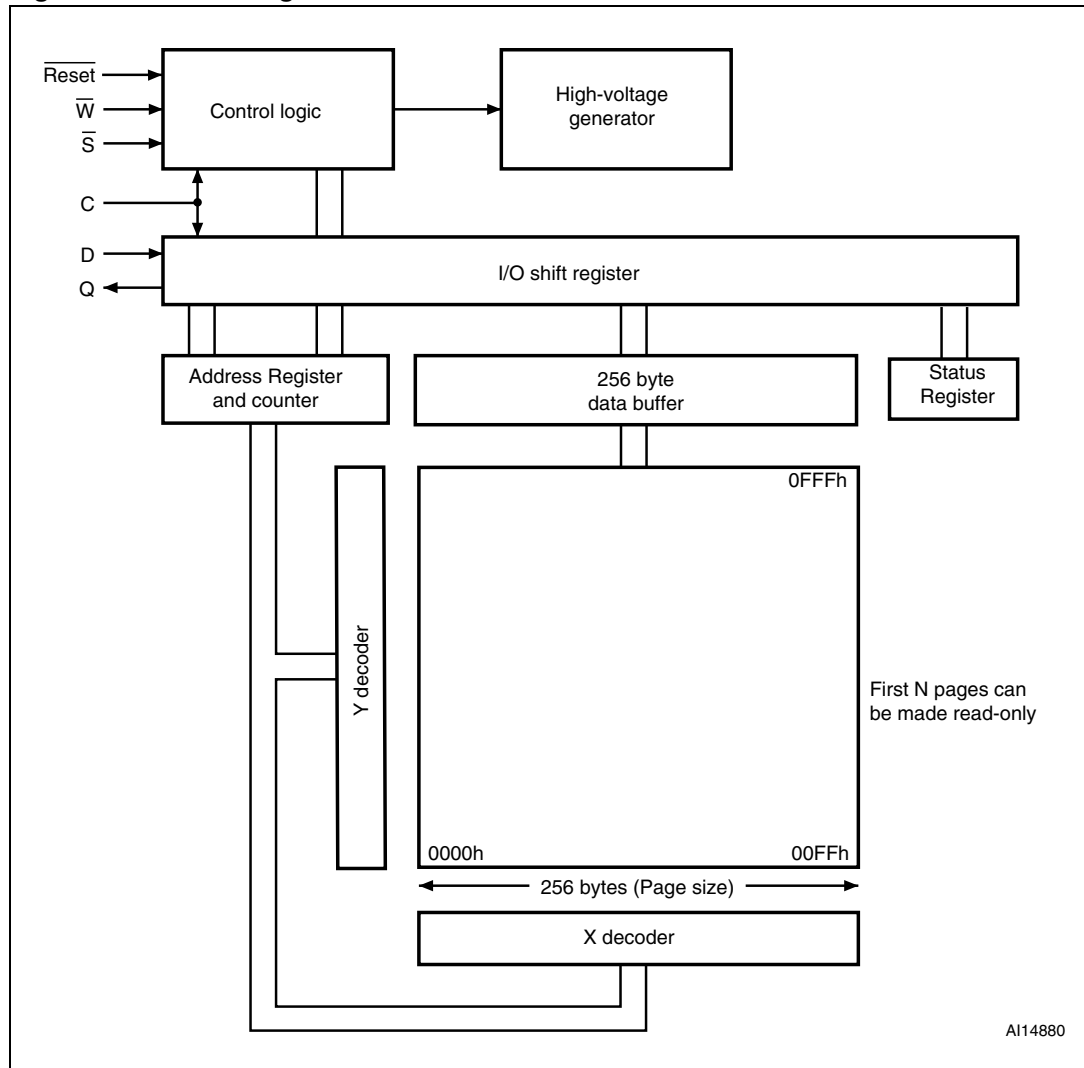 Reset
W
S
C
D
Q
Control logic
High-voltage
generator
I/O shift register
Address Register
and counter
256 byte
data buffer
Status
Register
0FFFh
Y decoder
First N pages can
be made read-only
0000h
00FFh
256 bytes (Page size)
X decoder
AI14880